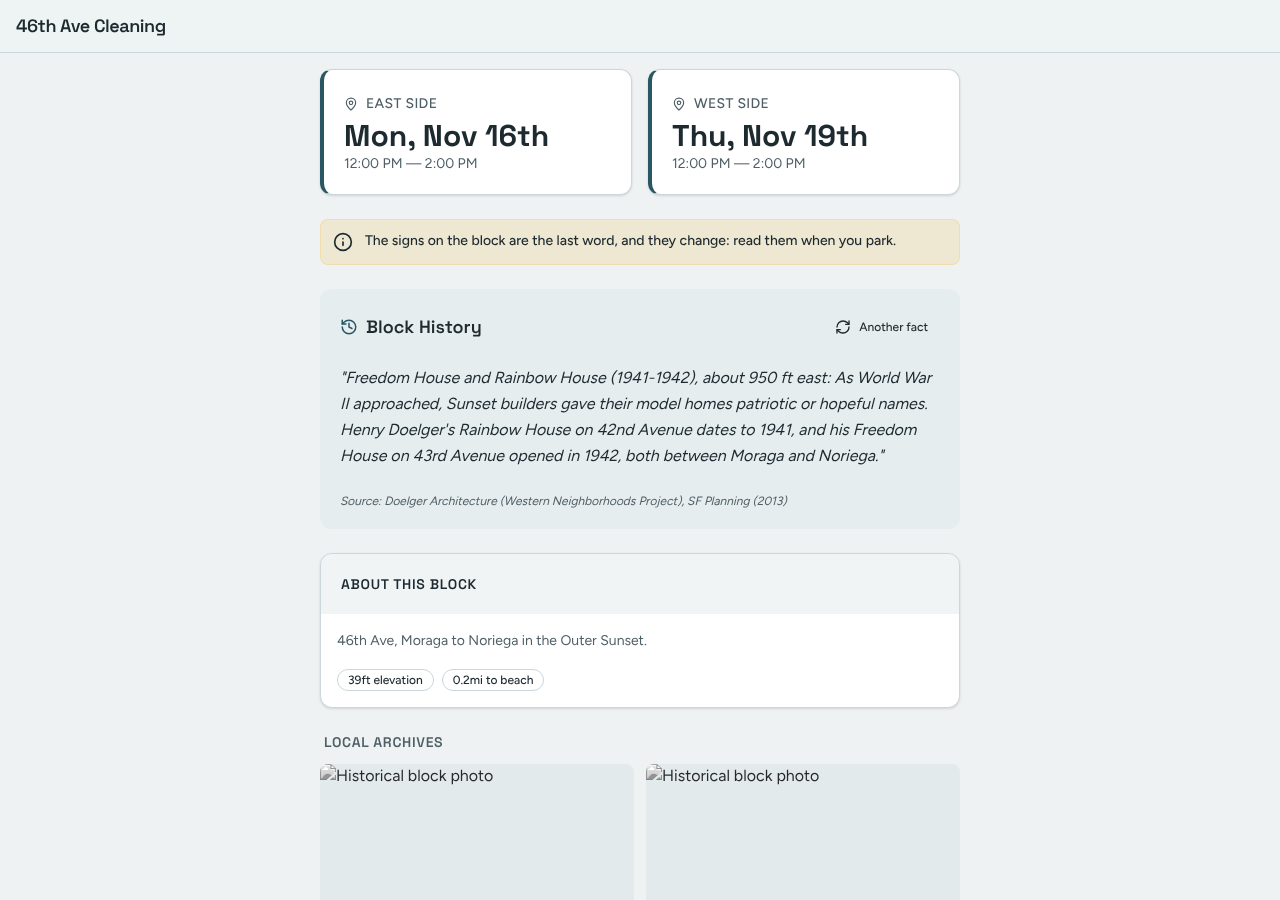 46th Ave Cleaning
EAST SIDE
Mon, Nov 16th
12:00 PM — 2:00 PM
WEST SIDE
Thu, Nov 19th
12:00 PM — 2:00 PM
The signs on the block are the last word, and they change: read them when you park.
Block History
Another fact
"Freedom House and Rainbow House (1941-1942), about 950 ft east: As World War
II approached, Sunset builders gave their model homes patriotic or hopeful names.
Henry Doelger's Rainbow House on 42nd Avenue dates to 1941, and his Freedom
House on 43rd Avenue opened in 1942, both between Moraga and Noriega."
Source: Doelger Architecture (Western Neighborhoods Project), SF Planning (2013)
ABOUT THIS BLOCK
46th Ave, Moraga to Noriega in the Outer Sunset.
39ft elevation
0.2mi to beach
LOCAL ARCHIVES
Historical block photo
Historical block photo